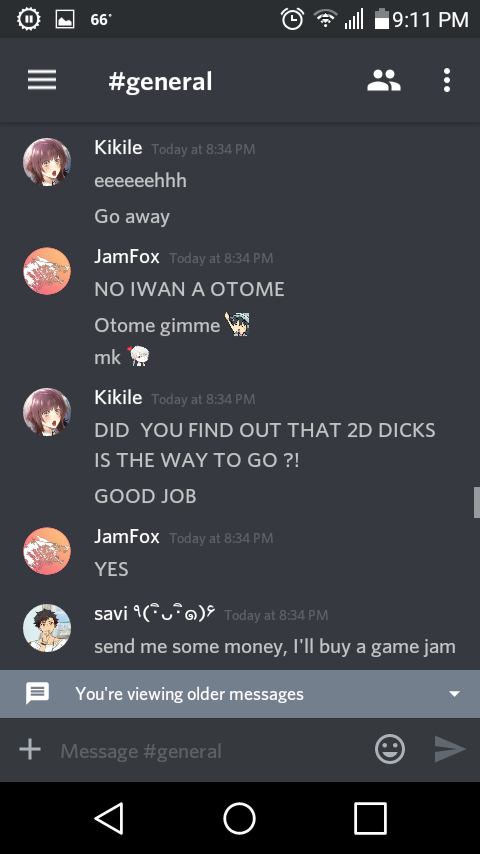 66°
9:11 PM
#general
Kikile Today at 8:34 PM
eeeeeehhh
Go away
JamFox Today at 8:34 PM
NO IWAN A OTOME
Otome gimme
mk
Kikile Today at 8:34 PM
DID  YOU FIND OUT THAT 2D DICKS
IS THE WAY TO GO ?!
GOOD JOB
JamFox Today at 8:34 PM
YES
savi ٩(ˊᴗˋ๑)۶ Today at 8:34 PM
send me some money, I'll buy a game jam
You're viewing older messages
Message #general